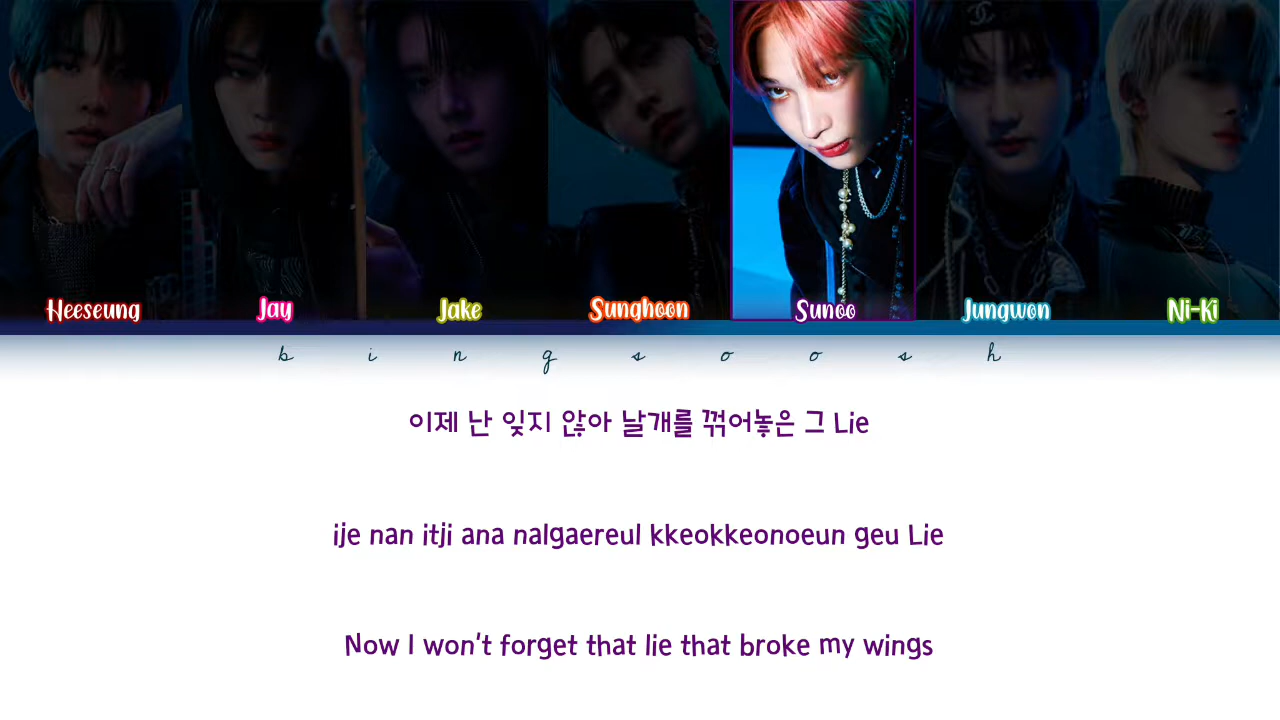 Heeseung Jay Jake Sunghoon Sunoo Jungwon Ni-Ki
b i n g s o o s h
이제 난 잊지 않아 날개를 꺾어놓은 그 Lie
ije nan itji ana nalgaereul kkeokkeonoeun geu Lie
Now I won't forget that lie that broke my wings